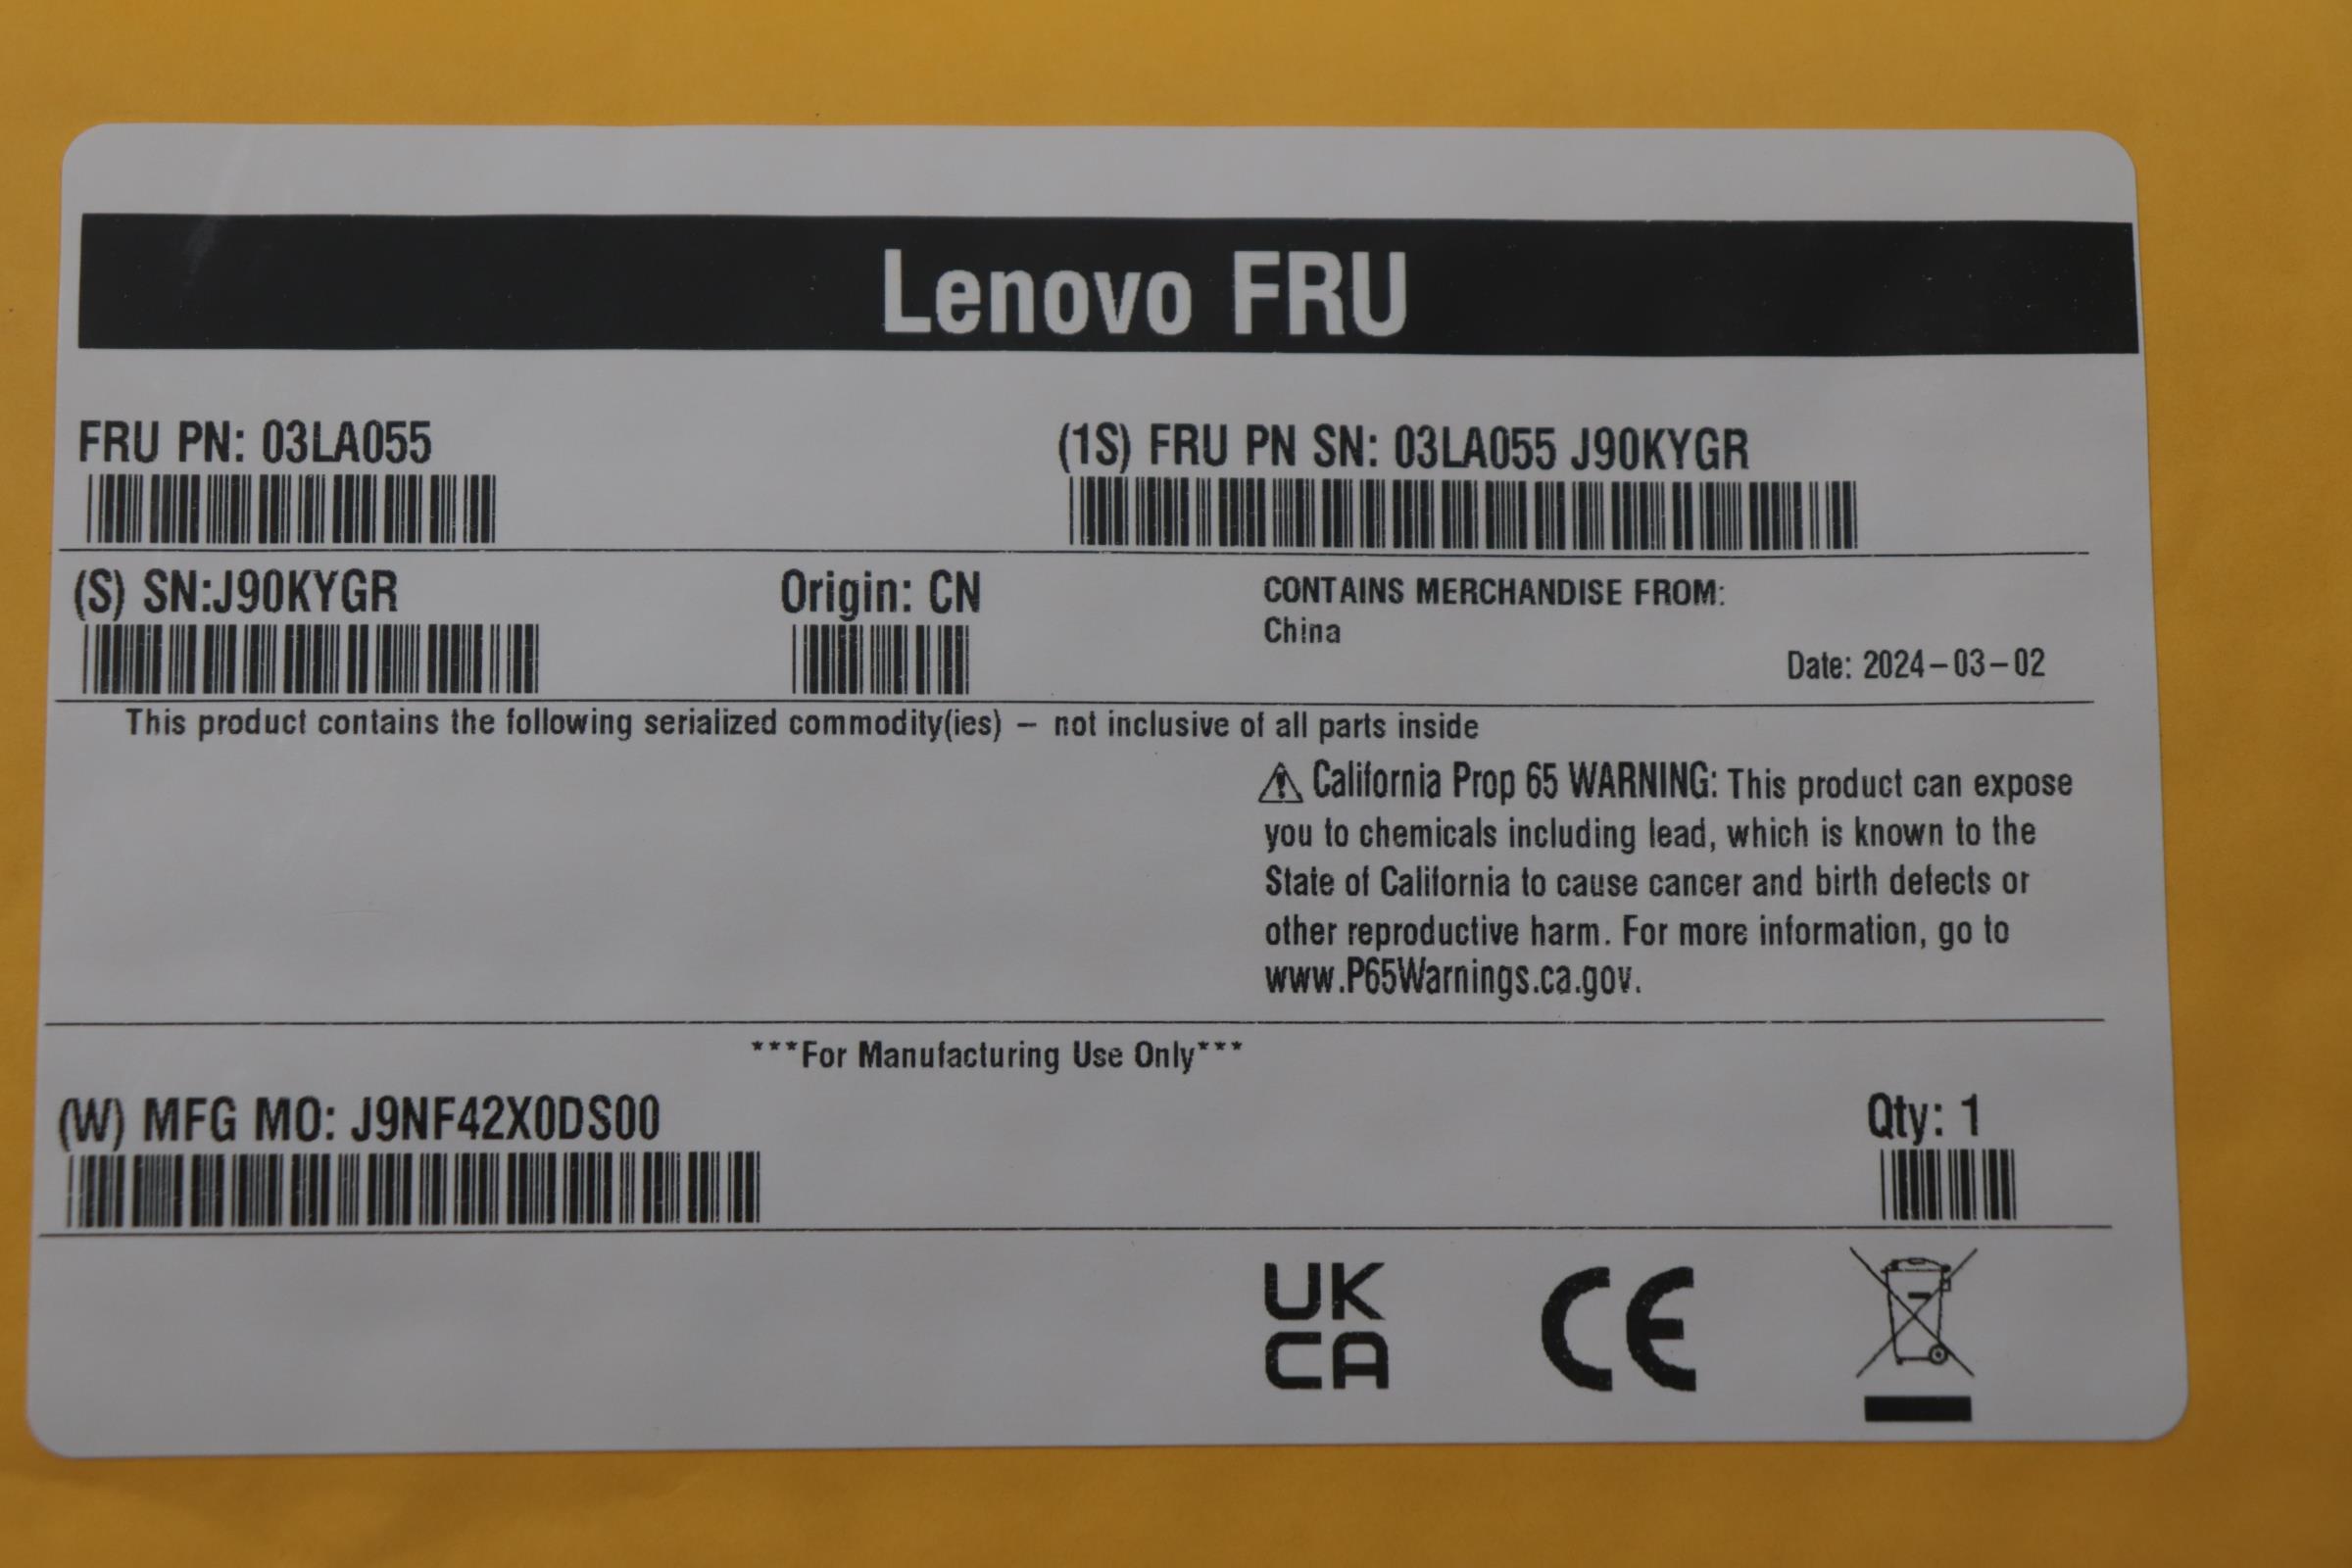 Lenovo FRU
FRU PN: 03LA055
(1S) FRU PN SN: 03LA055 J90KYGR
(S) SN:J90KYGR
Origin: CN
CONTAINS MERCHANDISE FROM:
China
Date: 2024-03-02
This product contains the following serialized commodity(ies) - not inclusive of all parts inside
⚠ California Prop 65 WARNING: This product can expose
you to chemicals including lead, which is known to the
State of California to cause cancer and birth defects or
other reproductive harm. For more information, go to
www.P65Warnings.ca.gov.
***For Manufacturing Use Only***
(W) MFG MO: J9NF42X0DS00
Qty: 1
UK
CA
CE